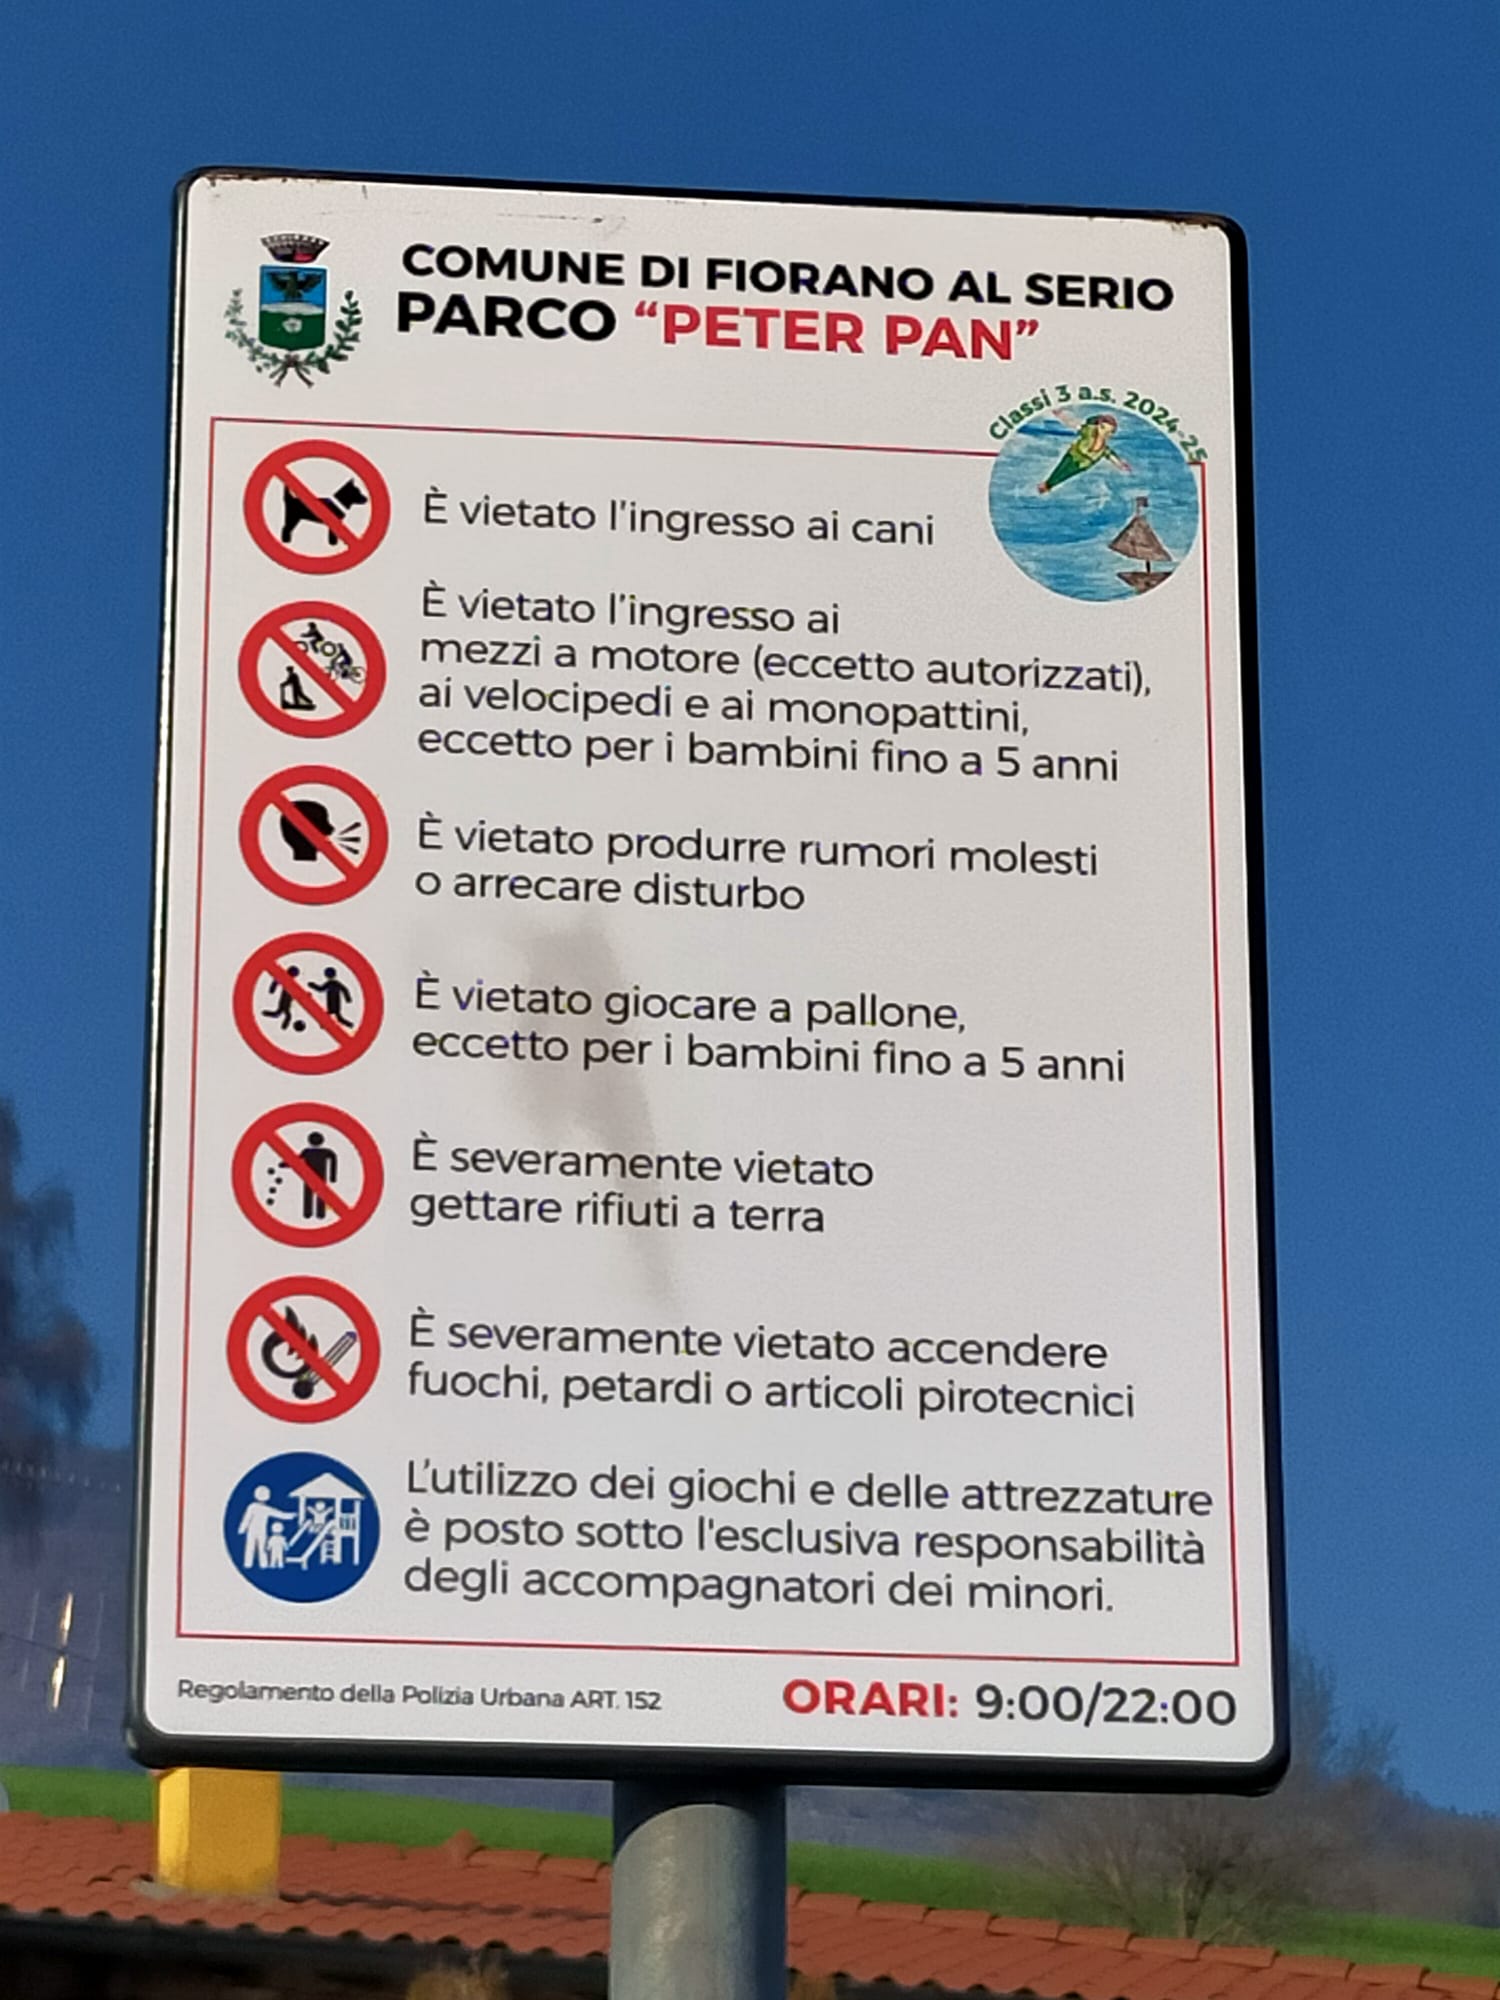 COMUNE DI FIORANO AL SERIO
PARCO “PETER PAN”
Classi 3 a.s. 2024-25
È vietato l'ingresso ai cani
È vietato l'ingresso ai
mezzi a motore (eccetto autorizzati),
ai velocipedi e ai monopattini,
eccetto per i bambini fino a 5 anni
È vietato produrre rumori molesti
o arrecare disturbo
È vietato giocare a pallone,
eccetto per i bambini fino a 5 anni
È severamente vietato
gettare rifiuti a terra
È severamente vietato accendere
fuochi, petardi o articoli pirotecnici
L'utilizzo dei giochi e delle attrezzature
è posto sotto l'esclusiva responsabilità
degli accompagnatori dei minori.
Regolamento della Polizia Urbana ART. 152
ORARI: 9:00/22:00